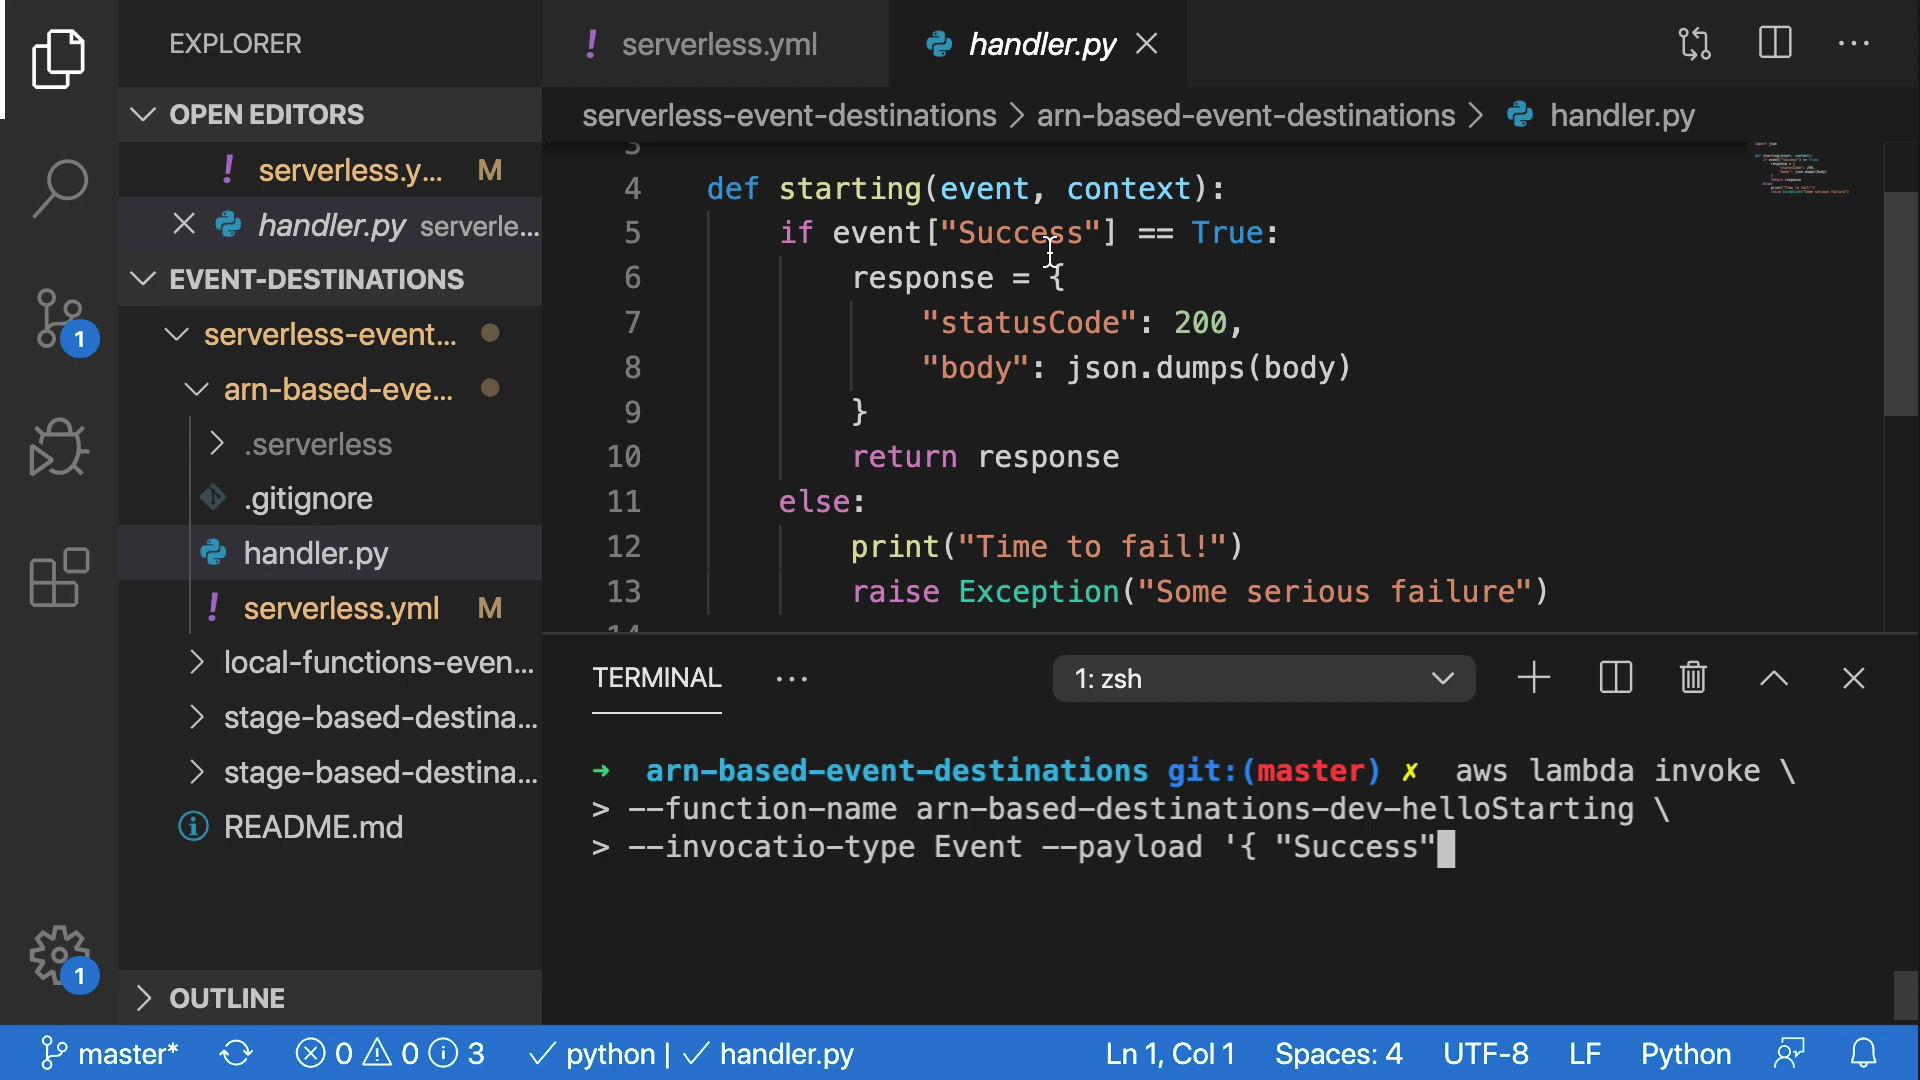 EXPLORER
serverless.yml
handler.py
OPEN EDITORS
serverless.y... M
handler.py serverle...
EVENT-DESTINATIONS
serverless-event...
arn-based-eve...
.serverless
.gitignore
handler.py
serverless.yml M
local-functions-even...
stage-based-destina...
stage-based-destina...
README.md
OUTLINE
1
1
serverless-event-destinations > arn-based-event-destinations > handler.py
3
4 def starting(event, context):
5 if event["Success"] == True:
6 response = {
7 "statusCode": 200,
8 "body": json.dumps(body)
9 }
10 return response
11 else:
12 print("Time to fail!")
13 raise Exception("Some serious failure")
14
TERMINAL ... 1: zsh
→ arn-based-event-destinations git:(master) ✗ aws lambda invoke \
> --function-name arn-based-destinations-dev-helloStarting \
> --invocatio-type Event --payload '{ "Success"
master* 0 0 3 ✓ python | ✓ handler.py Ln 1, Col 1 Spaces: 4 UTF-8 LF Python